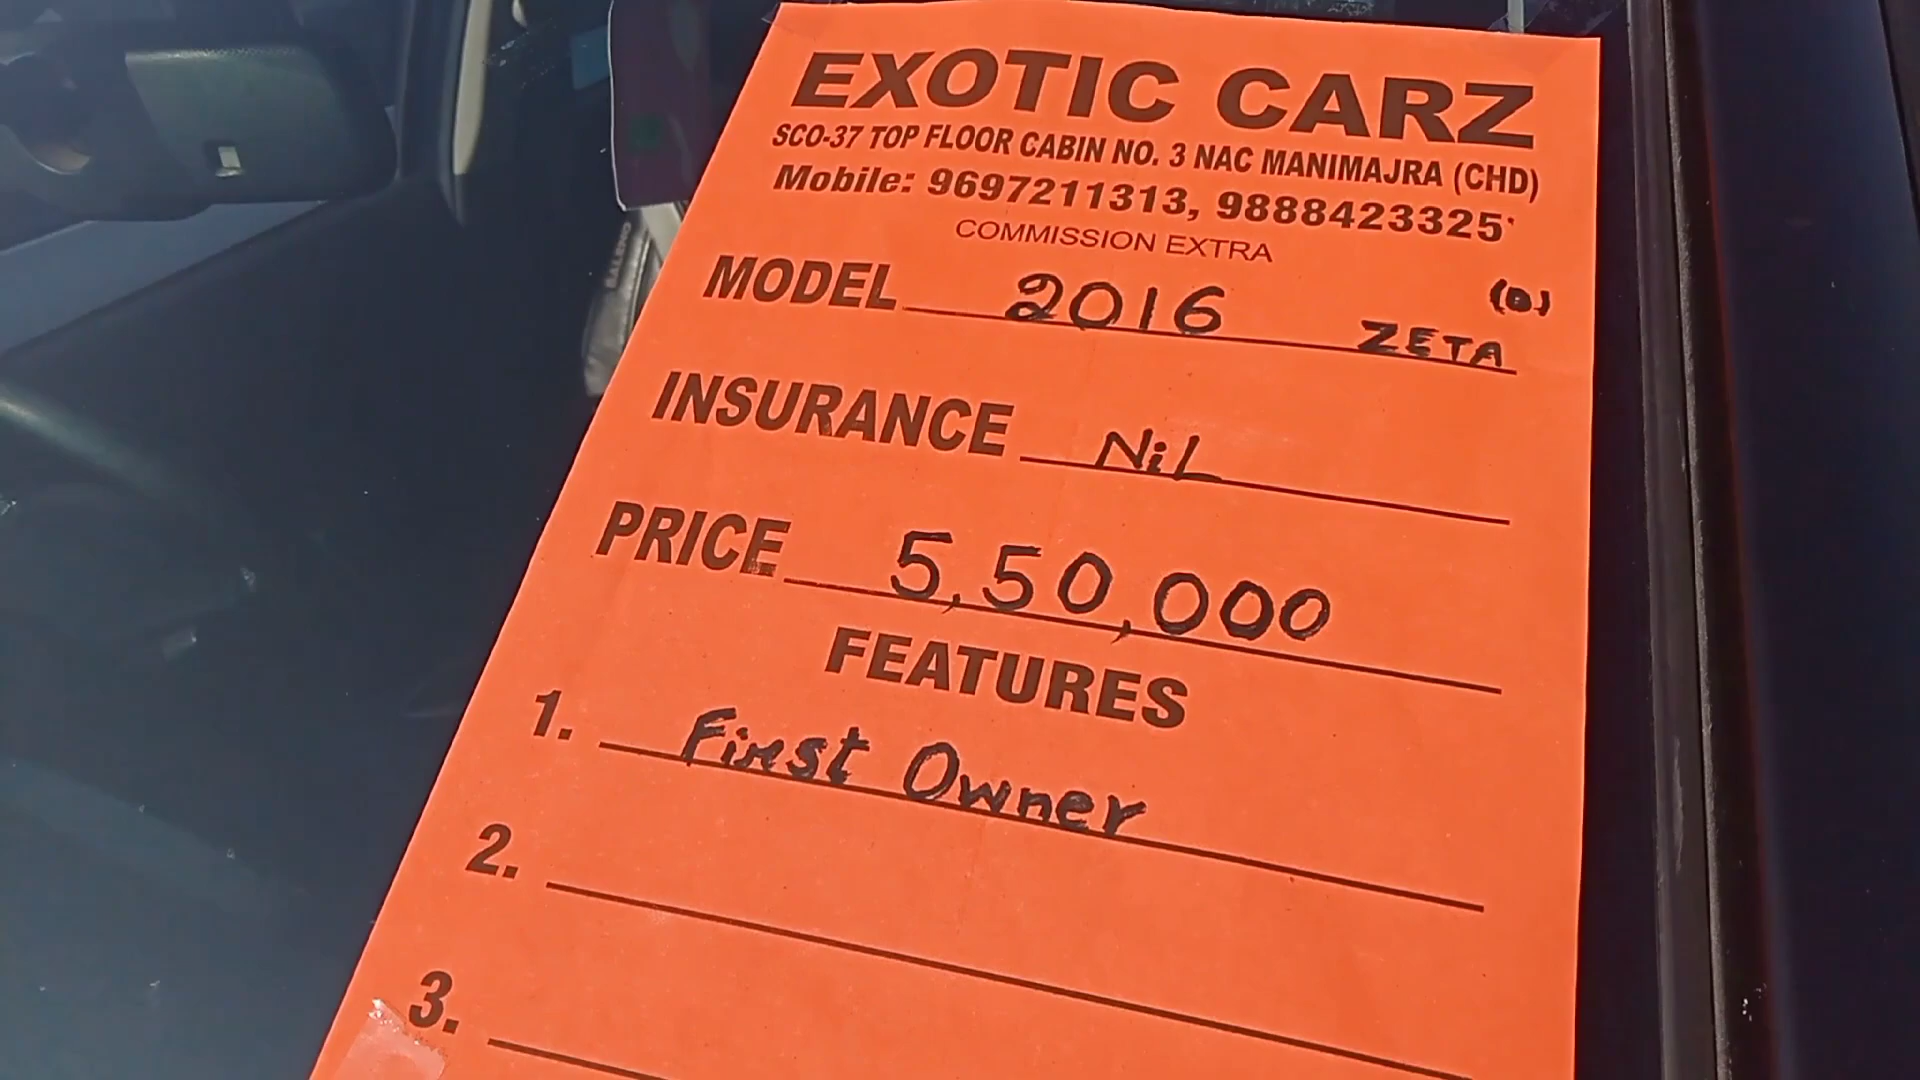 EXOTIC CARZ
SCO-37 TOP FLOOR CABIN NO. 3 NAC MANIMAJRA (CHD)
Mobile: 9697211313, 9888423325
COMMISSION EXTRA
MODEL 2016 ZETA (D)
INSURANCE NiL
PRICE 5,50,000
FEATURES
1. First Owner
2.
3.
BALENO